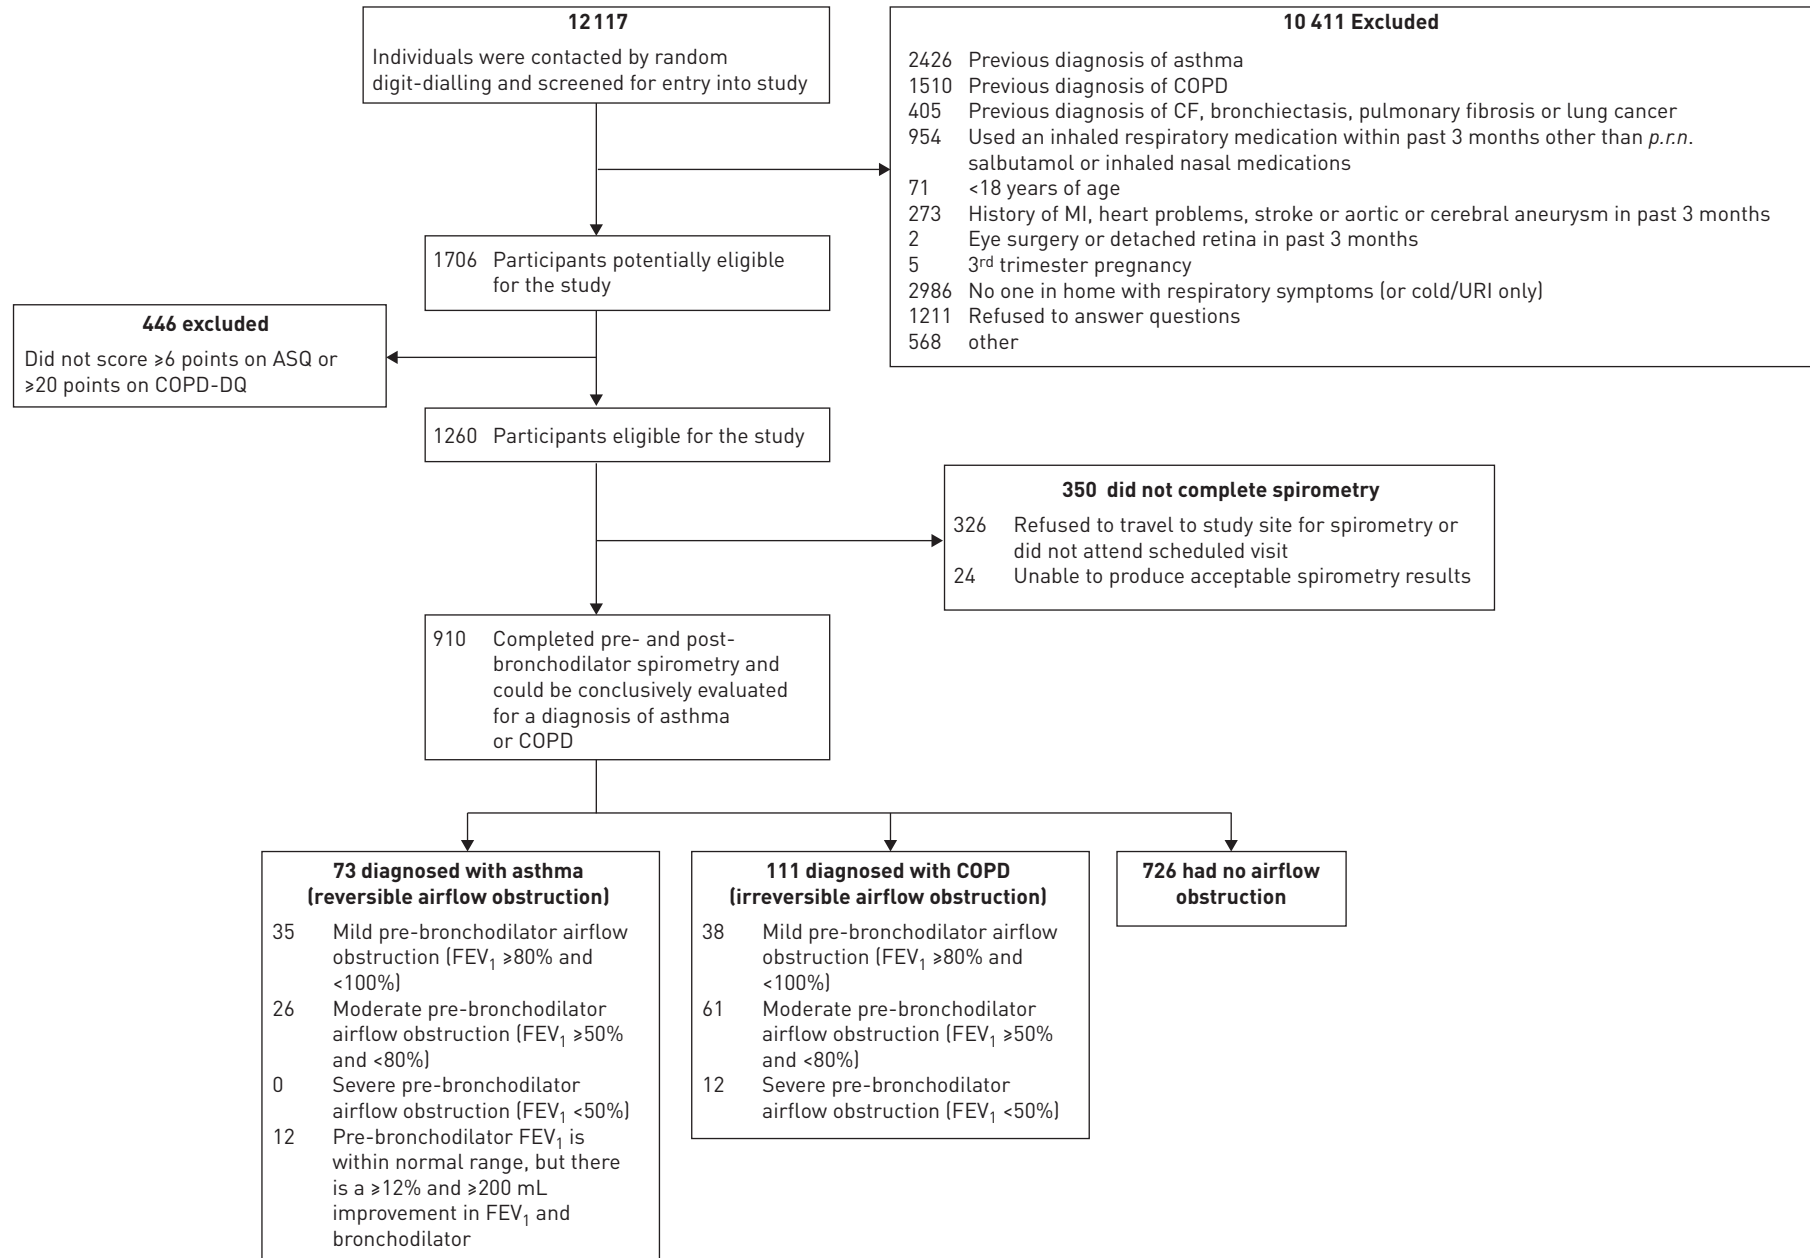 12 117
Individuals were contacted by random
digit-dialling and screened for entry into study
10 411 Excluded
2426 Previous diagnosis of asthma
1510 Previous diagnosis of COPD
405 Previous diagnosis of CF, bronchiectasis, pulmonary fibrosis or lung cancer
954 Used an inhaled respiratory medication within past 3 months other than p.r.n.
salbutamol or inhaled nasal medications
71 <18 years of age
273 History of MI, heart problems, stroke or aortic or cerebral aneurysm in past 3 months
2 Eye surgery or detached retina in past 3 months
5 3rd trimester pregnancy
2986 No one in home with respiratory symptoms (or cold/URI only)
1211 Refused to answer questions
568 other
1706 Participants potentially eligible
for the study
446 excluded
Did not score ⩾6 points on ASQ or
⩾20 points on COPD-DQ
1260 Participants eligible for the study
350 did not complete spirometry
326 Refused to travel to study site for spirometry or
did not attend scheduled visit
24 Unable to produce acceptable spirometry results
910 Completed pre- and post-
bronchodilator spirometry and
could be conclusively evaluated
for a diagnosis of asthma
or COPD
73 diagnosed with asthma
(reversible airflow obstruction)
35 Mild pre-bronchodilator airflow
obstruction (FEV1 ⩾80% and
<100%)
26 Moderate pre-bronchodilator
airflow obstruction (FEV1 ⩾50%
and <80%)
0 Severe pre-bronchodilator
airflow obstruction (FEV1 <50%)
12 Pre-bronchodilator FEV1 is
within normal range, but there
is a ⩾12% and ⩾200 mL
improvement in FEV1 and
bronchodilator
111 diagnosed with COPD
(irreversible airflow obstruction)
38 Mild pre-bronchodilator airflow
obstruction (FEV1 ⩾80% and
<100%)
61 Moderate pre-bronchodilator
airflow obstruction (FEV1 ⩾50%
and <80%)
12 Severe pre-bronchodilator
airflow obstruction (FEV1 <50%)
726 had no airflow
obstruction